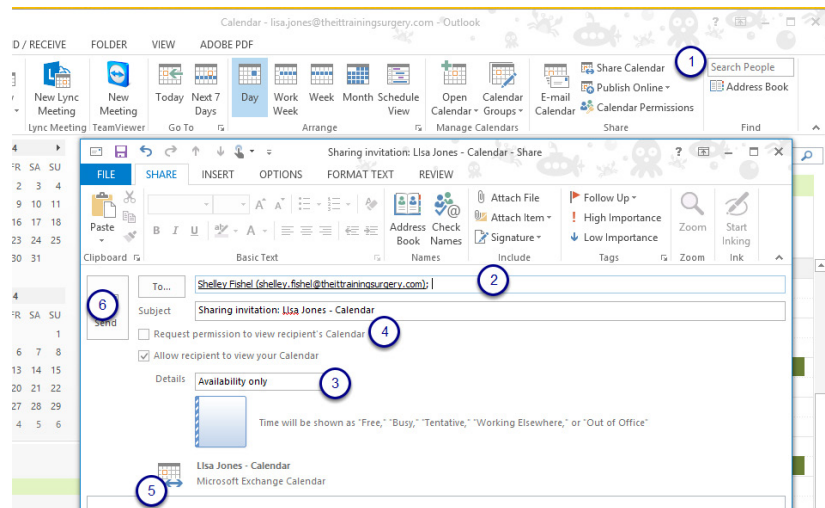 Calendar - lisa.jones@theittrainingsurgery.com - Outlook
ID / RECEIVE FOLDER VIEW ADOBE PDF
New Lync Meeting
New Meeting
Today
Next 7 Days
Day
Work Week
Week
Month
Schedule View
Open Calendar
Calendar Groups
E-mail Calendar
Share Calendar
Publish Online
Calendar Permissions
1
Search People
Address Book
Lync Meeting TeamViewer Go To Arrange Manage Calendars Share Find
4
FR SA SU
2 3 4
9 10 11
16 17 18
23 24 25
30 31
4
FR SA SU
1
6 7 8
13 14 15
20 21 22
27 28 29
4 5 6
Sharing invitation: LIsa Jones - Calendar - Share
FILE SHARE INSERT OPTIONS FORMAT TEXT REVIEW
Paste
B I U
Address Book
Check Names
Attach File
Attach Item
Signature
Follow Up
High Importance
Low Importance
Zoom
Start Inking
Clipboard Basic Text Names Include Tags Zoom Ink
6
Send
To... Shelley Fishel (shelley.fishel@theittrainingsurgery.com);
2
Subject Sharing invitation: LIsa Jones - Calendar
Request permission to view recipient's Calendar
4
Allow recipient to view your Calendar
Details Availability only
3
Time will be shown as "Free," "Busy," "Tentative," "Working Elsewhere," or "Out of Office"
LIsa Jones - Calendar
Microsoft Exchange Calendar
5